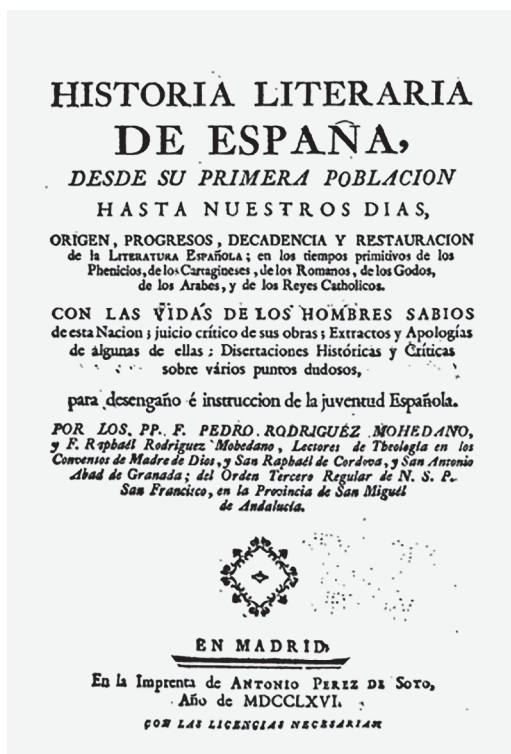 HISTORIA LITERARIA
DE ESPAÑA,
DESDE SU PRIMERA POBLACION
HASTA NUESTROS DIAS,
ORIGEN, PROGRESOS, DECADENCIA Y RESTAURACION
de la LITERATURA ESPAÑOLA; en los tiempos primitivos de los
Phenicios, de los Cartagineses, de los Romanos, de los Godos,
de los Arabes, y de los Reyes Catholicos.
CON LAS VIDAS DE LOS HOMBRES SABIOS
de esta Nacion; juicio crítico de sus obras; Extractos y Apologías
de algunas de ellas: Disertaciones Históricas y Críticas
sobre vários puntos dudosos,
para desengaño é instruccion de la juventud Española.
POR LOS. PP. F. PEDRO RODRIGUEZ MOHEDANO,
y F. Raphaél Rodriguez Mohedano, Lectores de Theología en los
Conventos de Madre de Dios, y San Raphaél de Cordova, y San Antonio
Abad de Granada; del Orden Tercero Regular de N. S. P.
San Francisco, en la Provincia de San Miguél
de Andalucía.
EN MADRID,
En la Imprenta de ANTONIO PEREZ DE SOTO,
Año de MDCCLXVI.
CON LAS LICENCIAS NECESARIAS